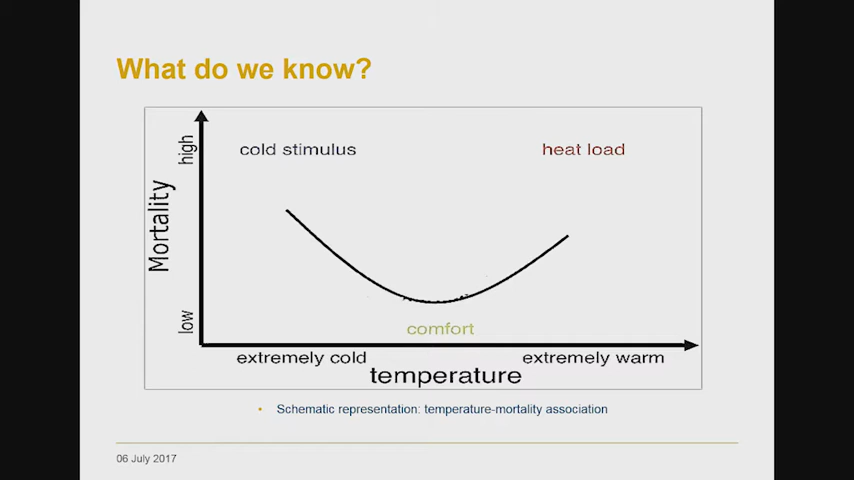 What do we know?
high
cold stimulus
heat load
Mortality
low
comfort
extremely cold
extremely warm
temperature
• Schematic representation: temperature-mortality association
06 July 2017